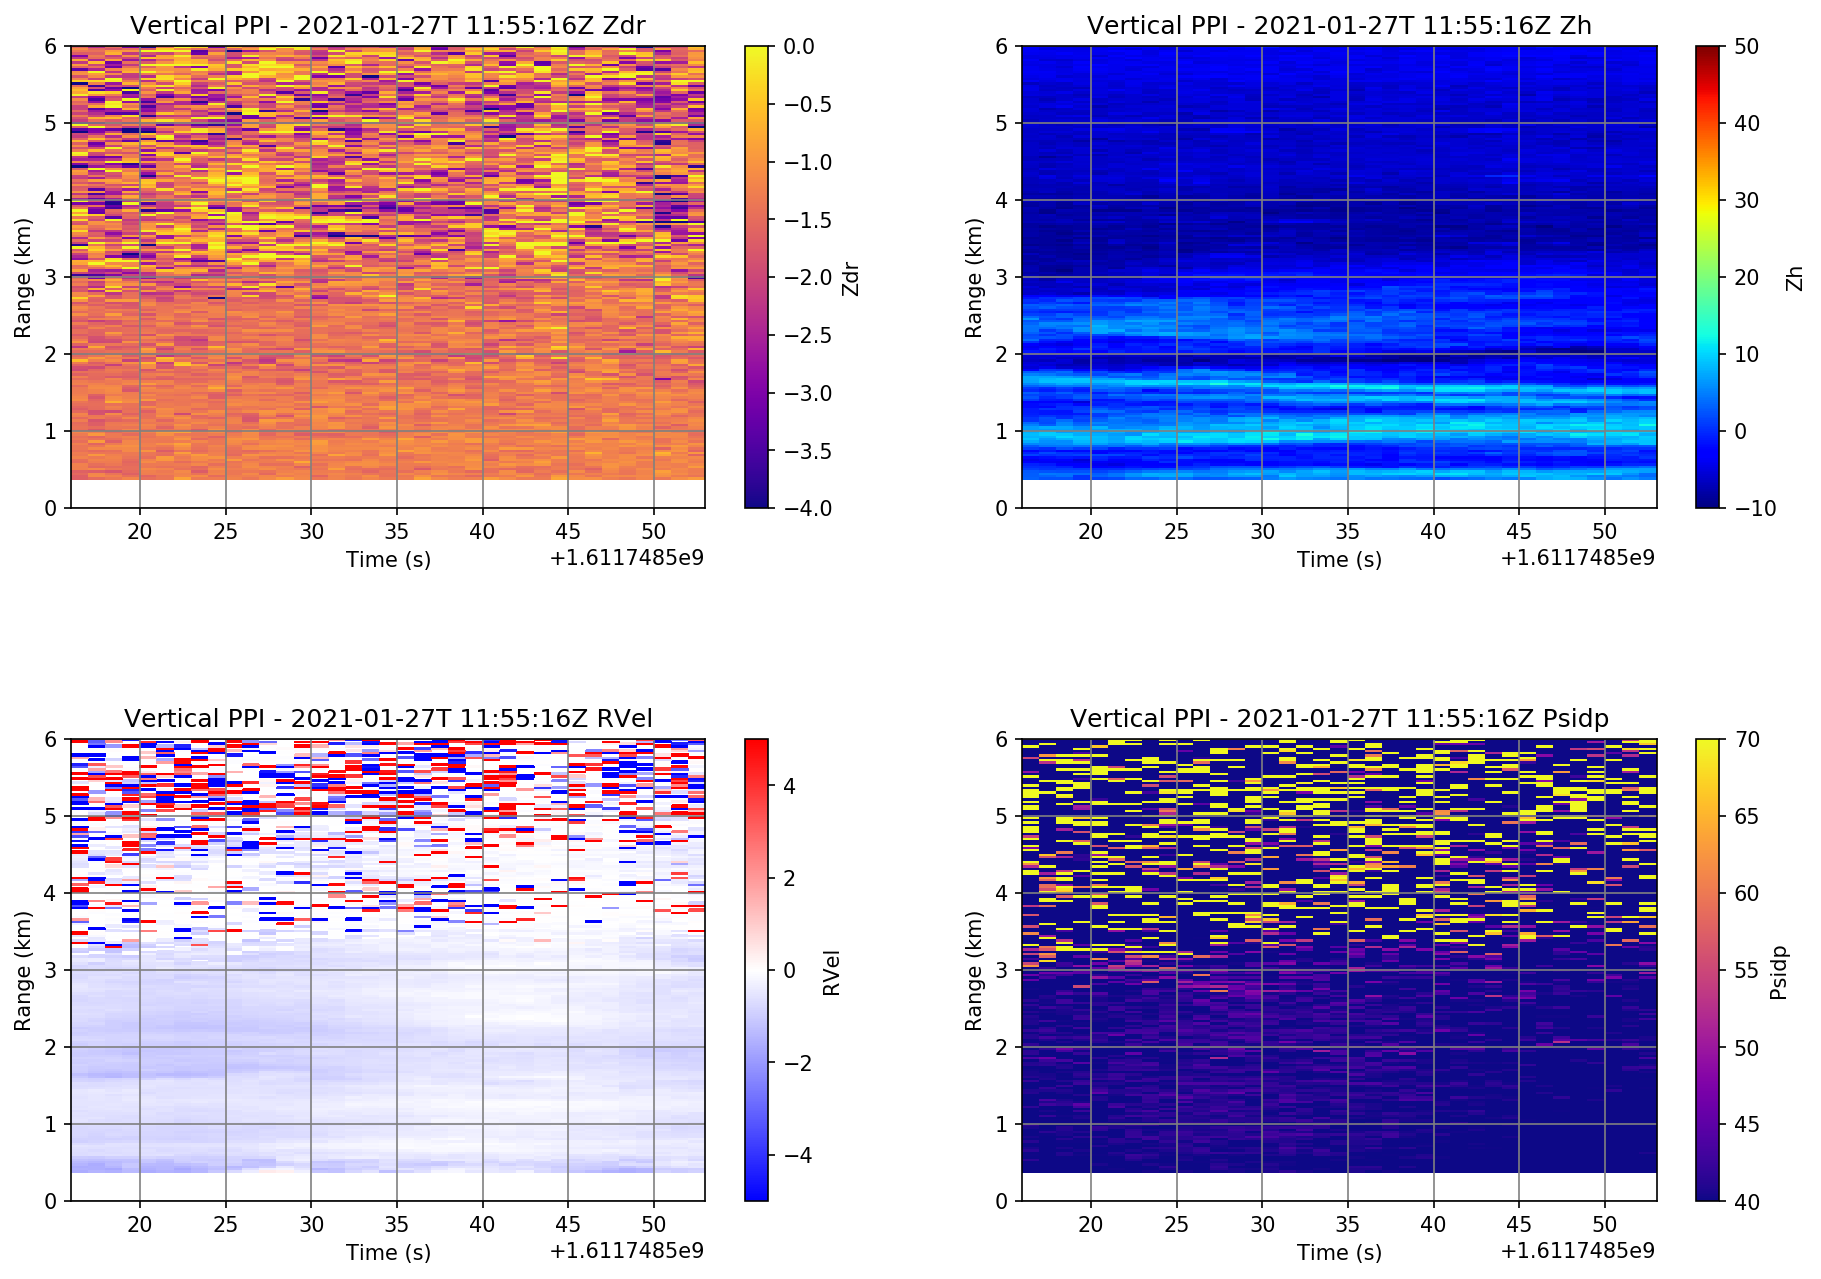 Vertical PPI - 2021-01-27T 11:55:16Z Zdr
6
5
4
3
2
1
0
Range (km)
20 25 30 35 40 45 50
Time (s)
+1.6117485e9
0.0
−0.5
−1.0
−1.5
−2.0
−2.5
−3.0
−3.5
−4.0
Zdr
Vertical PPI - 2021-01-27T 11:55:16Z Zh
6
5
4
3
2
1
0
Range (km)
20 25 30 35 40 45 50
Time (s)
+1.6117485e9
50
40
30
20
10
0
−10
Zh
Vertical PPI - 2021-01-27T 11:55:16Z RVel
6
5
4
3
2
1
0
Range (km)
20 25 30 35 40 45 50
Time (s)
+1.6117485e9
4
2
0
−2
−4
RVel
Vertical PPI - 2021-01-27T 11:55:16Z Psidp
6
5
4
3
2
1
0
Range (km)
20 25 30 35 40 45 50
Time (s)
+1.6117485e9
70
65
60
55
50
45
40
Psidp